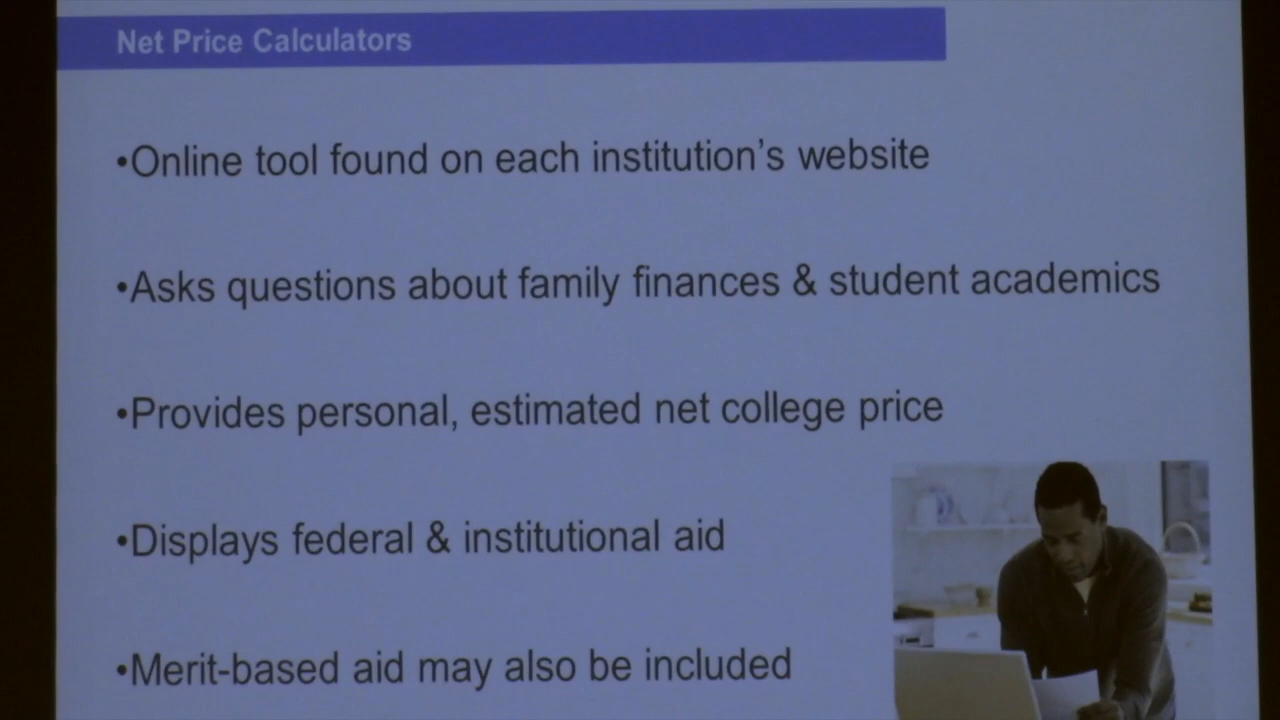 Net Price Calculators
•Online tool found on each institution's website
•Asks questions about family finances & student academics
•Provides personal, estimated net college price
•Displays federal & institutional aid
•Merit-based aid may also be included